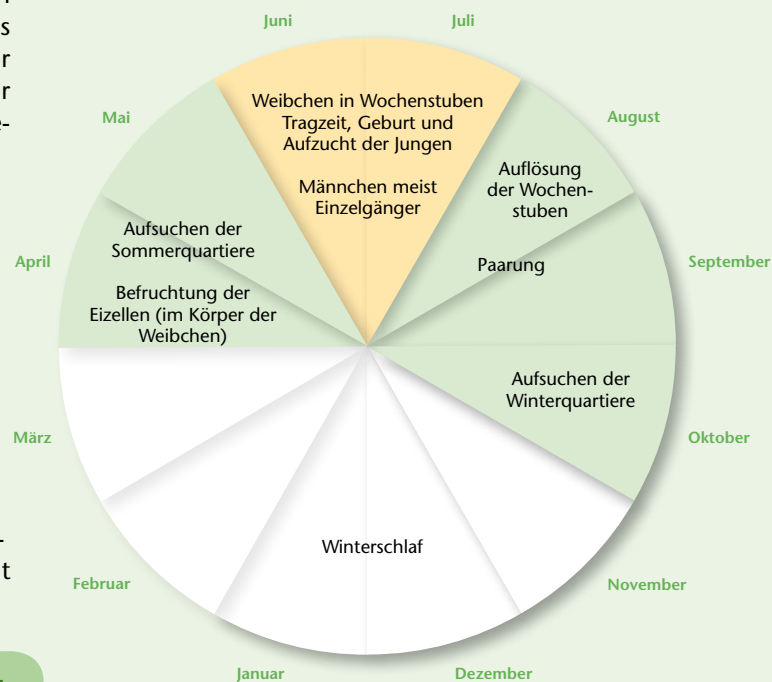 Juni
Juli
Mai
August
April
September
März
Oktober
Februar
November
Januar
Dezember
Weibchen in Wochenstuben
Tragzeit, Geburt und
Aufzucht der Jungen
Männchen meist
Einzelgänger
Auflösung
der Wochen-
stuben
Paarung
Aufsuchen der
Sommerquartiere
Befruchtung der
Eizellen (im Körper der
Weibchen)
Aufsuchen der
Winterquartiere
Winterschlaf